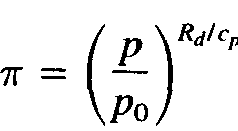 π = (p/p₀)^{R_d/c_p}